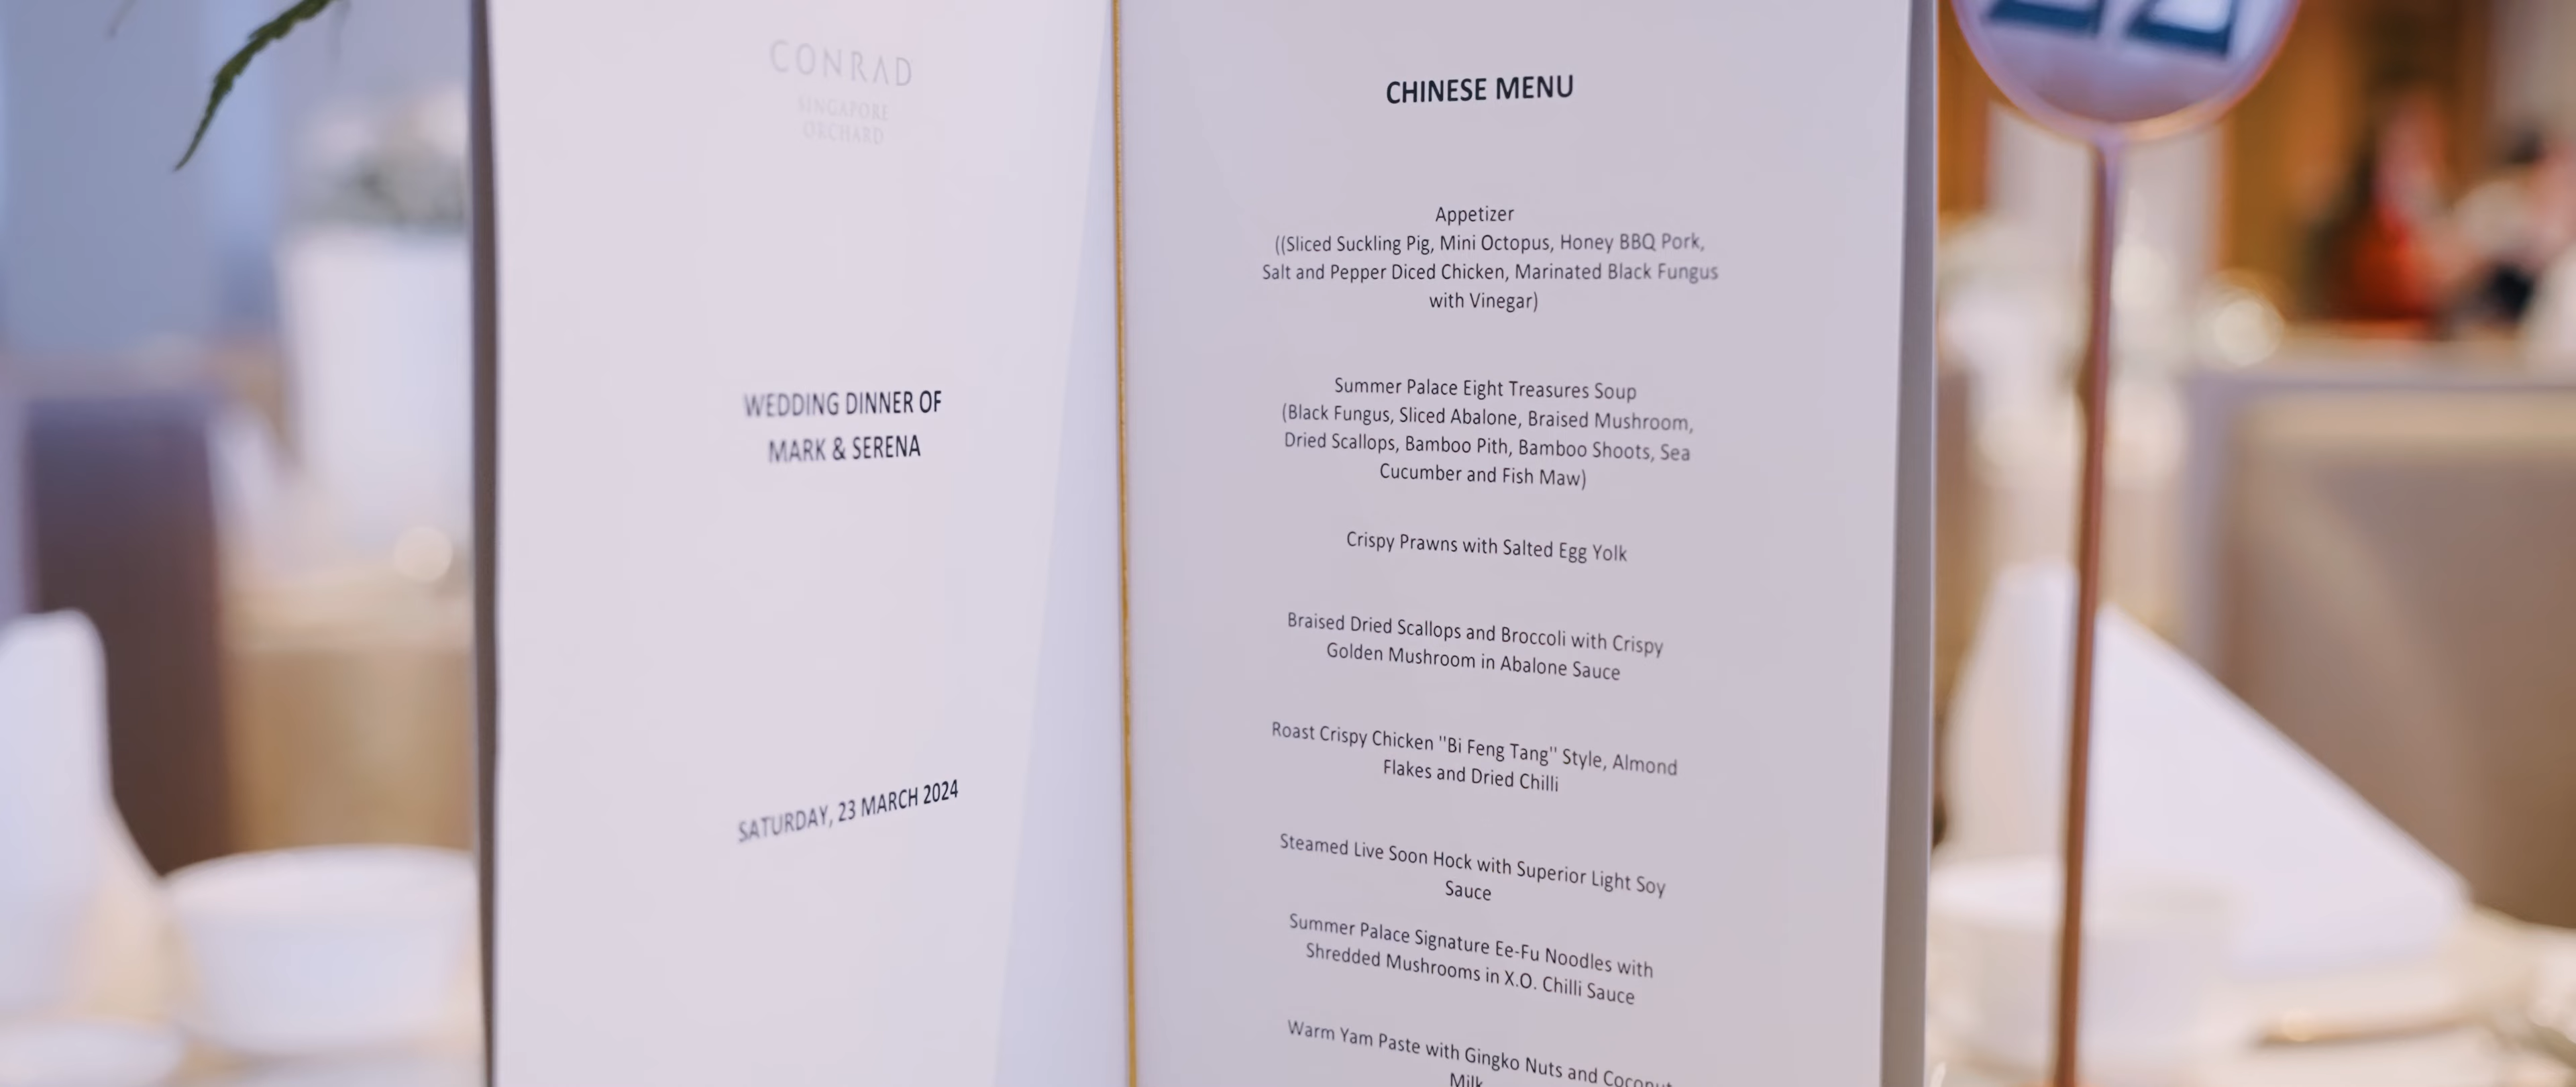 CONRAD
SINGAPORE
ORCHARD
WEDDING DINNER OF
MARK & SERENA
SATURDAY, 23 MARCH 2024
CHINESE MENU
Appetizer
((Sliced Suckling Pig, Mini Octopus, Honey BBQ Pork,
Salt and Pepper Diced Chicken, Marinated Black Fungus
with Vinegar)
Summer Palace Eight Treasures Soup
(Black Fungus, Sliced Abalone, Braised Mushroom,
Dried Scallops, Bamboo Pith, Bamboo Shoots, Sea
Cucumber and Fish Maw)
Crispy Prawns with Salted Egg Yolk
Braised Dried Scallops and Broccoli with Crispy
Golden Mushroom in Abalone Sauce
Roast Crispy Chicken "Bi Feng Tang" Style, Almond
Flakes and Dried Chilli
Steamed Live Soon Hock with Superior Light Soy
Sauce
Summer Palace Signature Ee-Fu Noodles with
Shredded Mushrooms in X.O. Chilli Sauce
Warm Yam Paste with Gingko Nuts and Coconut
Milk